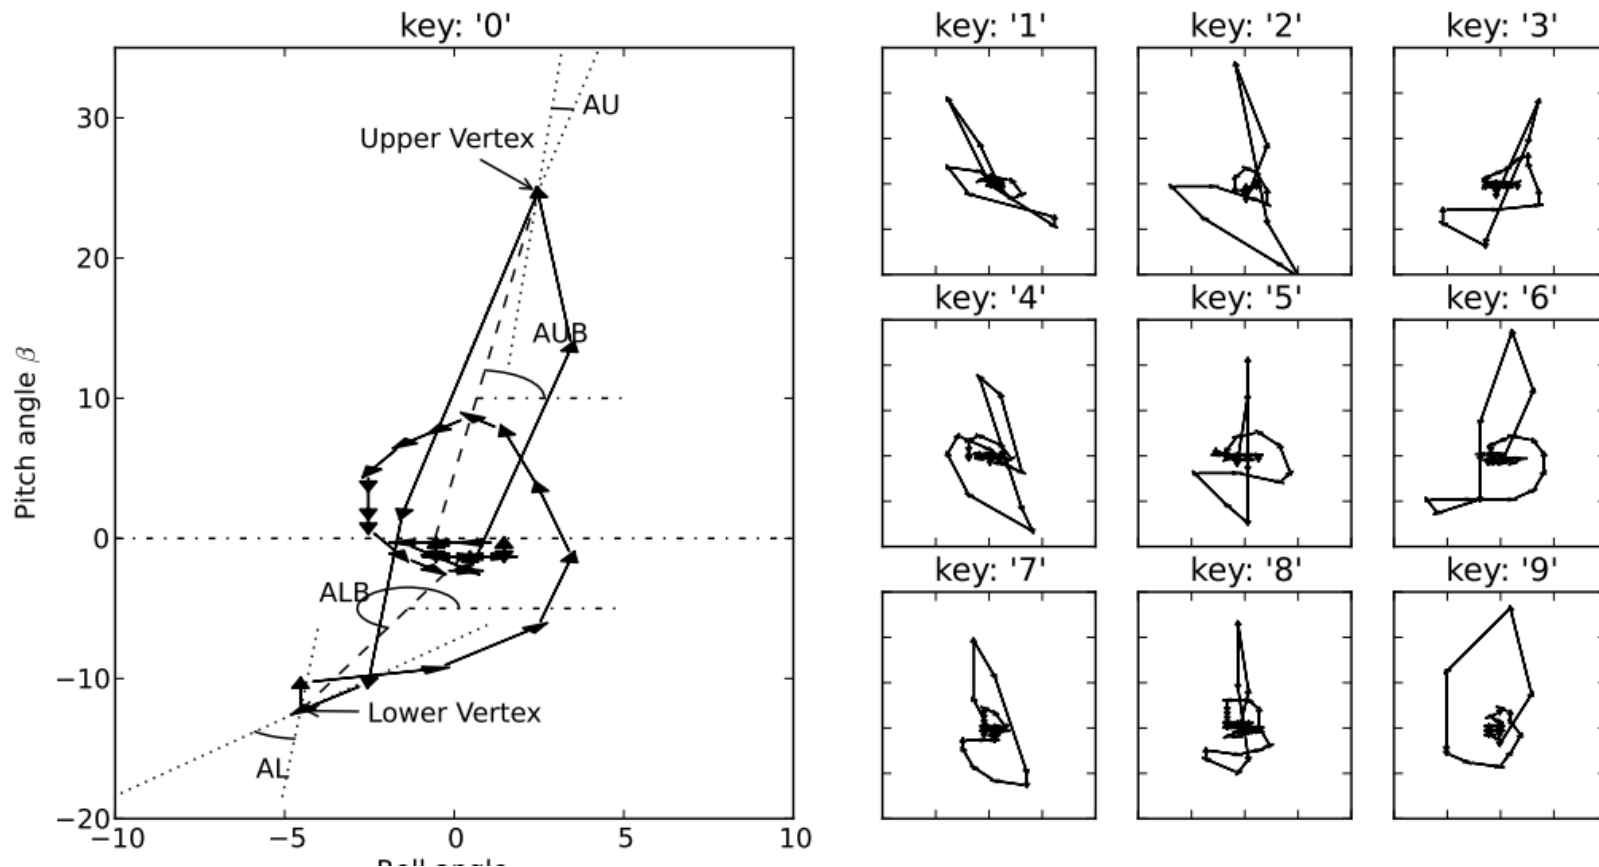 key: '0'
key: '1'
key: '2'
key: '3'
30
20
10
0
−10
−20
Pitch angle β
AU
Upper Vertex
AUB
ALB
Lower Vertex
AL
−10
−5
0
5
10
Roll angle
key: '4'
key: '5'
key: '6'
key: '7'
key: '8'
key: '9'